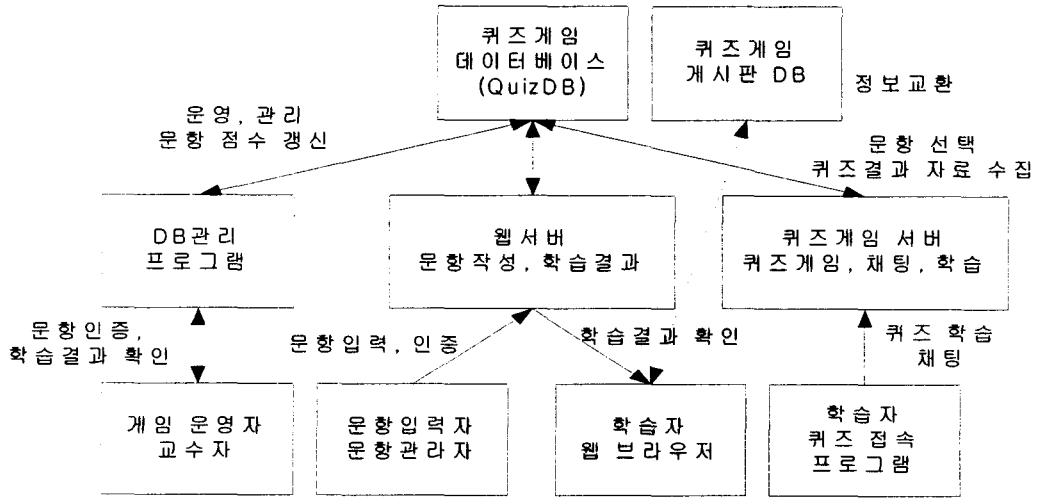 퀴즈게임
데이터베이스
(QuizDB)
퀴즈게임
게시판 DB
정보교환
운영, 관리
문항 점수 갱신
문항 선택
퀴즈결과 자료 수집
DB관리
프로그램
웹서버
문항작성, 학습결과
퀴즈게임 서버
퀴즈게임, 채팅, 학습
문항인증,
학습결과 확인
문항입력, 인증
학습결과 확인
퀴즈 학습
채팅
게임 운영자
교수자
문항입력자
문항관라자
학습자
웹 브라우저
학습자
퀴즈 접속
프로그램